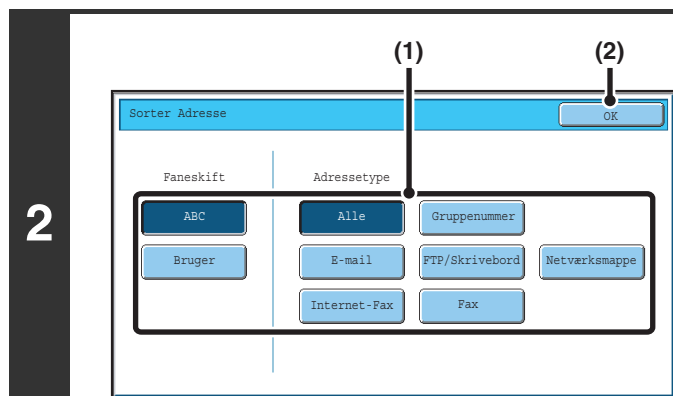 (1) (2)
Sorter Adresse OK
Faneskift Adressetype
2
ABC Alle Gruppenummer
Bruger E-mail FTP/Skrivebord Netværksmappe
Internet-Fax Fax